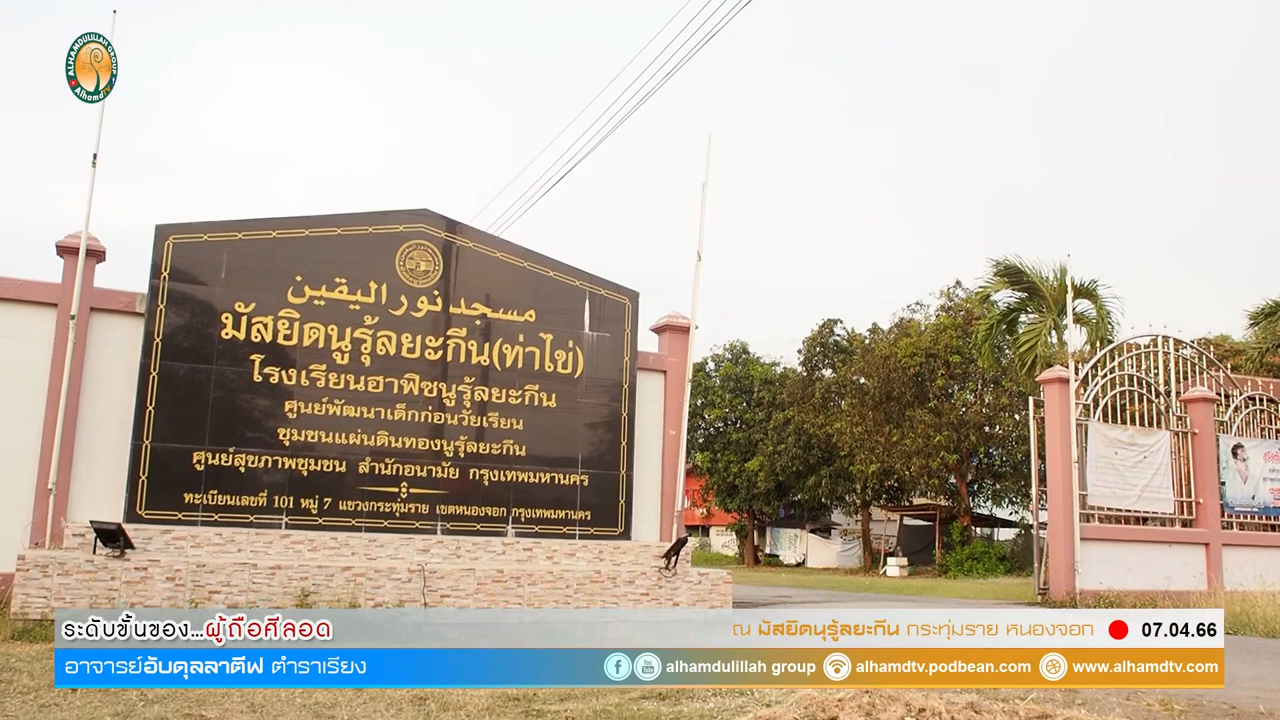 ALHAMDULILLAH GROUP
AlhamdTV
مسجد نور اليقين
มัสยิดนูรุ้ลยะกีน(ท่าไข่)
โรงเรียนฮาฟิซนูรุ้ลยะกีน
ศูนย์พัฒนาเด็กก่อนวัยเรียน
ชุมชนแผ่นดินทองนูรุ้ลยะกีน
ศูนย์สุขภาพชุมชน สำนักอนามัย กรุงเทพมหานคร
ทะเบียนเลขที่ 101 หมู่ 7 แขวงกระทุ่มราย เขตหนองจอก กรุงเทพมหานคร
ระดับขั้นของ...ผู้ถือศีลอด
ณ มัสยิดนุรู้ลยะกีน กระทุ่มราย หนองจอก 07.04.66
อาจารย์อับดุลลาตีฟ ตำราเรียง
alhamdulillah group alhamdtv.podbean.com www.alhamdtv.com